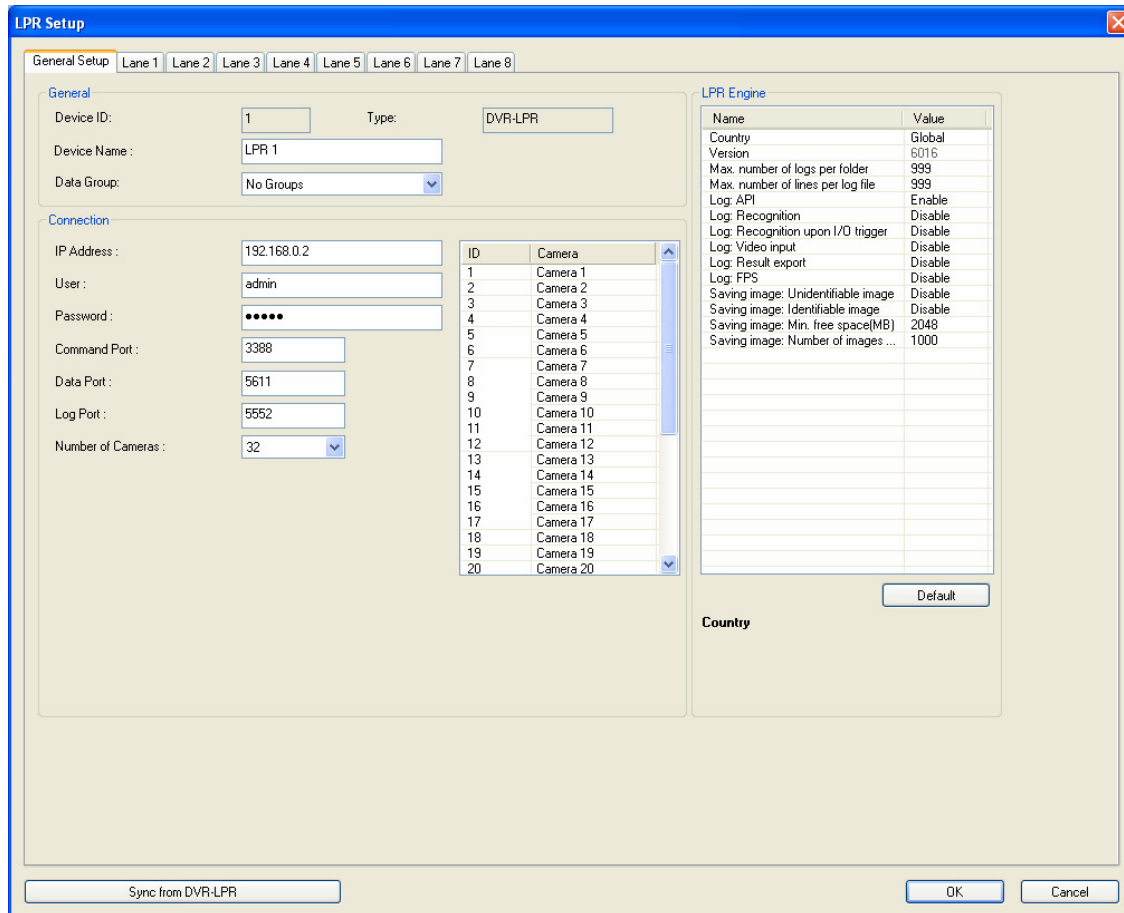 LPR Setup
General Setup Lane 1 Lane 2 Lane 3 Lane 4 Lane 5 Lane 6 Lane 7 Lane 8
General
Device ID: 1 Type: DVR-LPR
Device Name : LPR 1
Data Group: No Groups
Connection
IP Address : 192.168.0.2
User : admin
Password : •••••
Command Port : 3388
Data Port : 5611
Log Port : 5552
Number of Cameras : 32
ID Camera
1 Camera 1
2 Camera 2
3 Camera 3
4 Camera 4
5 Camera 5
6 Camera 6
7 Camera 7
8 Camera 8
9 Camera 9
10 Camera 10
11 Camera 11
12 Camera 12
13 Camera 13
14 Camera 14
15 Camera 15
16 Camera 16
17 Camera 17
18 Camera 18
19 Camera 19
20 Camera 20
LPR Engine
Name Value
Country Global
Version 6016
Max. number of logs per folder 999
Max. number of lines per log file 999
Log: API Enable
Log: Recognition Disable
Log: Recognition upon I/O trigger Disable
Log: Video input Disable
Log: Result export Disable
Log: FPS Disable
Saving image: Unidentifiable image Disable
Saving image: Identifiable image Disable
Saving image: Min. free space(MB) 2048
Saving image: Number of images ... 1000
Default
Country
Sync from DVR-LPR OK Cancel